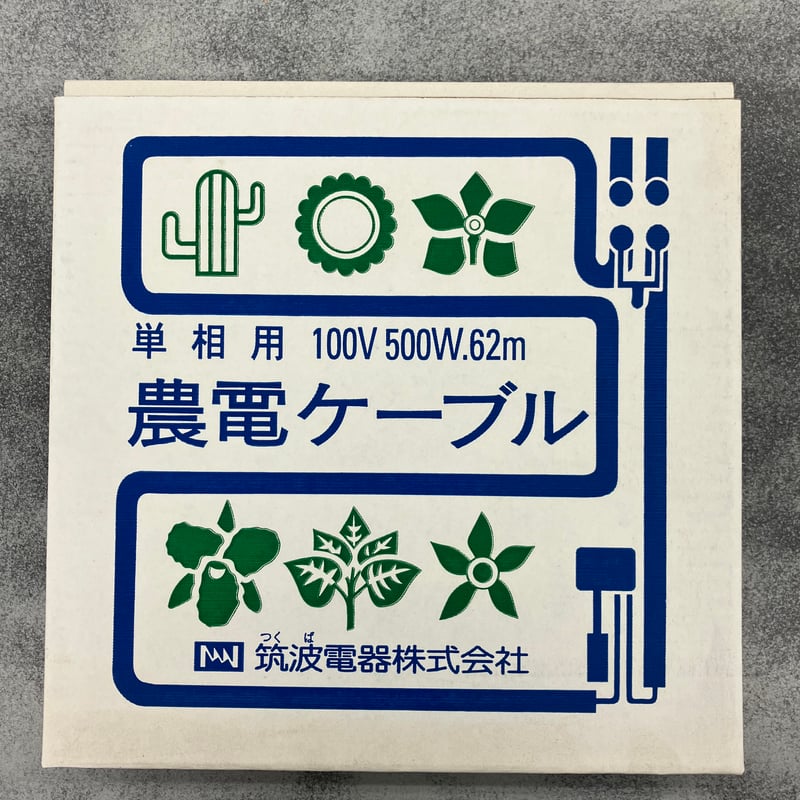 単相用 100V 500W.62m
農電ケーブル
つくば
筑波電器株式会社